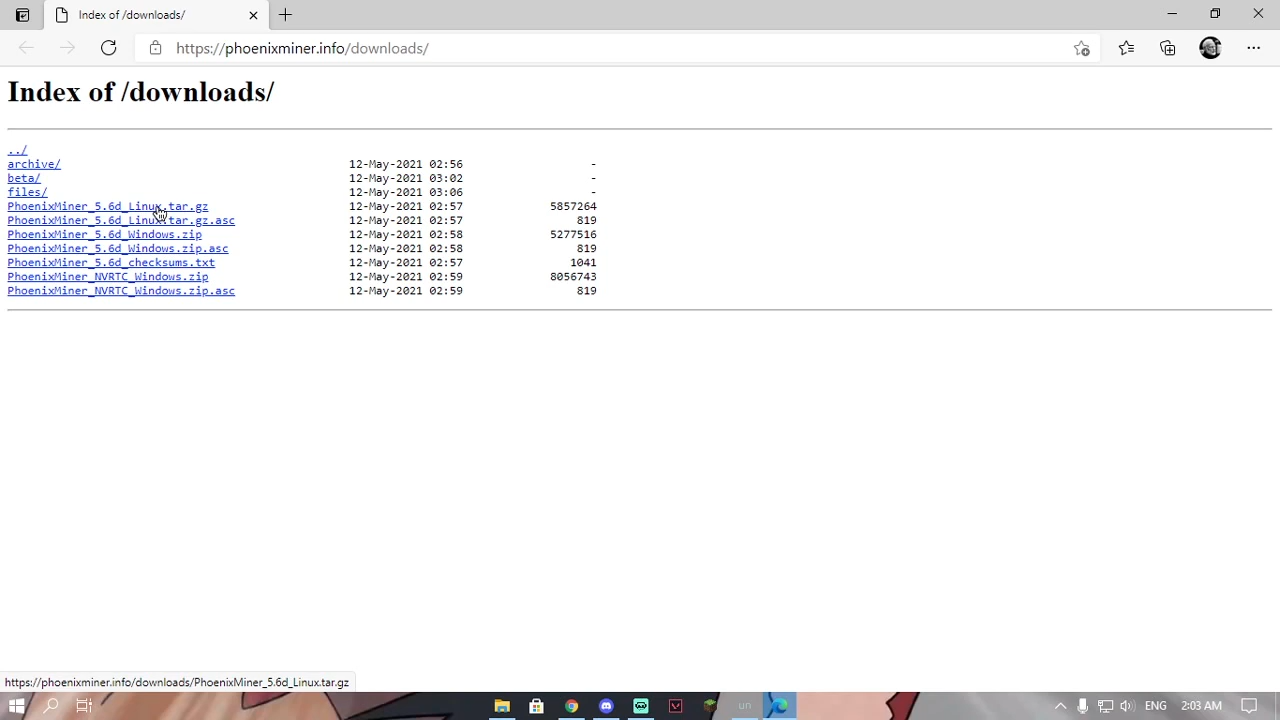 Index of /downloads/
https://phoenixminer.info/downloads/
Index of /downloads/
../
archive/ 12-May-2021 02:56 -
beta/ 12-May-2021 03:02 -
files/ 12-May-2021 03:06 -
PhoenixMiner_5.6d_Linux.tar.gz 12-May-2021 02:57 5857264
PhoenixMiner_5.6d_Linux.tar.gz.asc 12-May-2021 02:57 819
PhoenixMiner_5.6d_Windows.zip 12-May-2021 02:58 5277516
PhoenixMiner_5.6d_Windows.zip.asc 12-May-2021 02:58 819
PhoenixMiner_5.6d_checksums.txt 12-May-2021 02:57 1041
PhoenixMiner_NVRTC_Windows.zip 12-May-2021 02:59 8056743
PhoenixMiner_NVRTC_Windows.zip.asc 12-May-2021 02:59 819
https://phoenixminer.info/downloads/PhoenixMiner_5.6d_Linux.tar.gz
un
ENG 2:03 AM